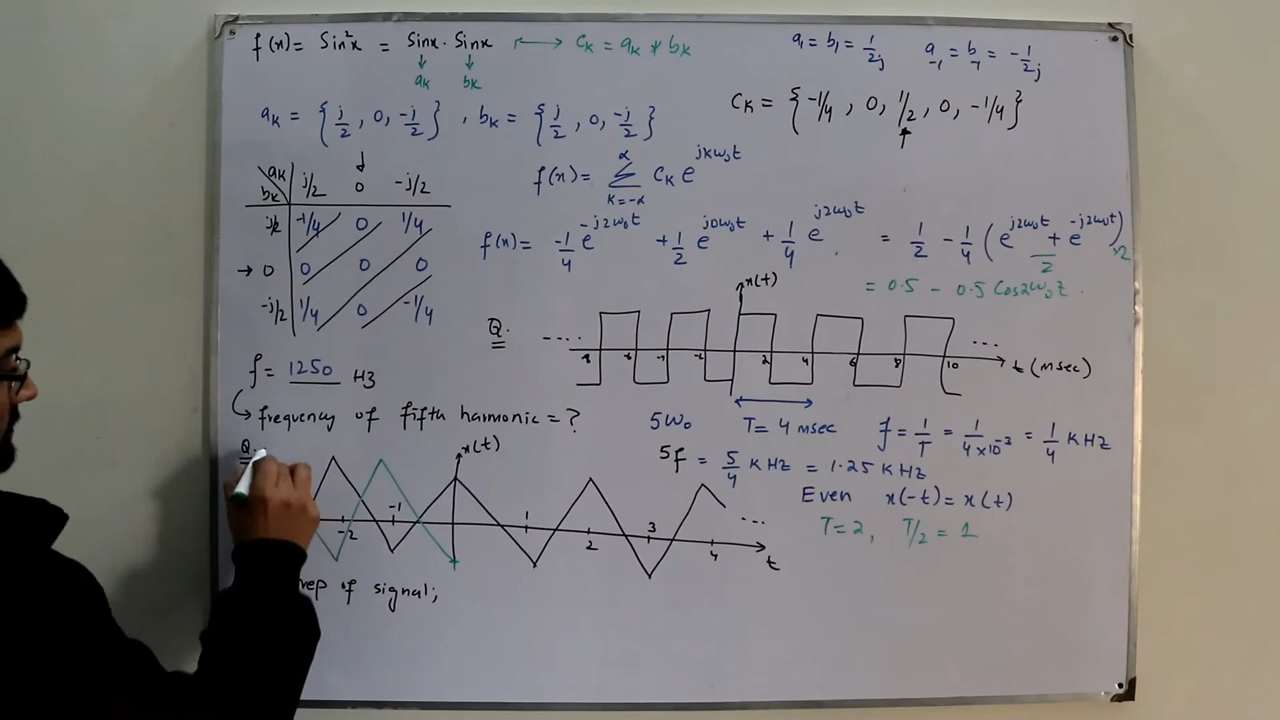 f(x) = Sin²x = Sinx . Sinx ⟼ Cₖ = aₖ * bₖ
↓ ↓
aₖ bₖ
a₁ = b₁ = 1/2j a₋₁ = b₋₁ = -1/2j
aₖ = {j/2, 0, -j/2}, bₖ = {j/2, 0, -j/2}
Cₖ = {-1/4, 0, 1/2, 0, -1/4}
↑
aₖ j/2 0 -j/2
bₖ
j/2 -1/4 0 1/4
→ 0 0 0 0
-j/2 1/4 0 -1/4
f(x) = Σ_{k=-α}^{α} Cₖ e^{jkω₀t}
f(x) = -1/4 e^{-j2ω₀t} + 1/2 e^{j0ω₀t} + 1/4 e^{j2ω₀t} = 1/2 - 1/4 (e^{j2ω₀t} + e^{-j2ω₀t})/2 ×2
= 0.5 - 0.5 Cos2ω₀t.
Q.
x(t)
.... 2 4 6 8 10 ...
t (msec)
f = 1250 Hz
frequency of fifth harmonic = ?
5ω₀ T = 4 msec f = 1/T = 1/4×10⁻³ = 1/4 KHz
5f = 5/4 KHz = 1.25 KHz
Q.
x(t)
-2 -1 1 2 3 4 ...
t
Even x(-t) = x(t)
T = 2, T/2 = 1
rep of signal;